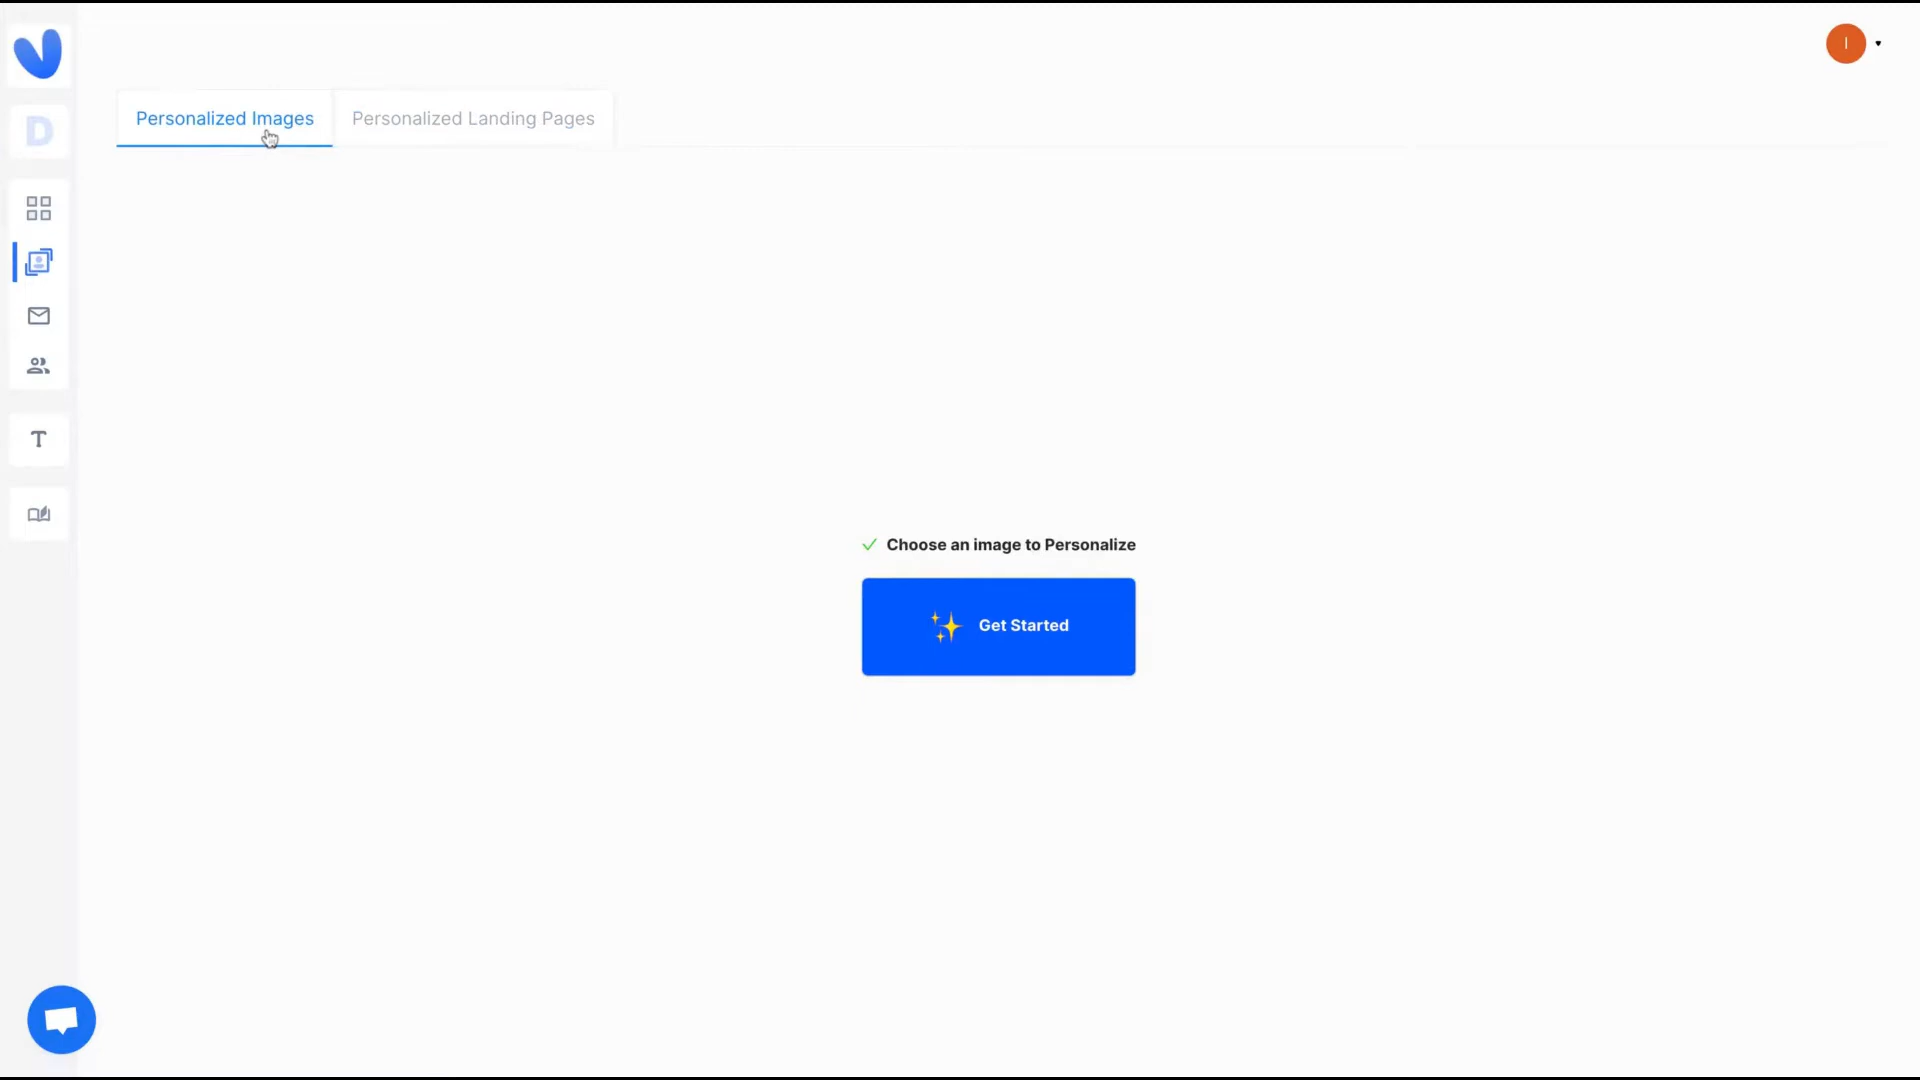 I
D
Personalized Images
Personalized Landing Pages
T
Choose an image to Personalize
Get Started